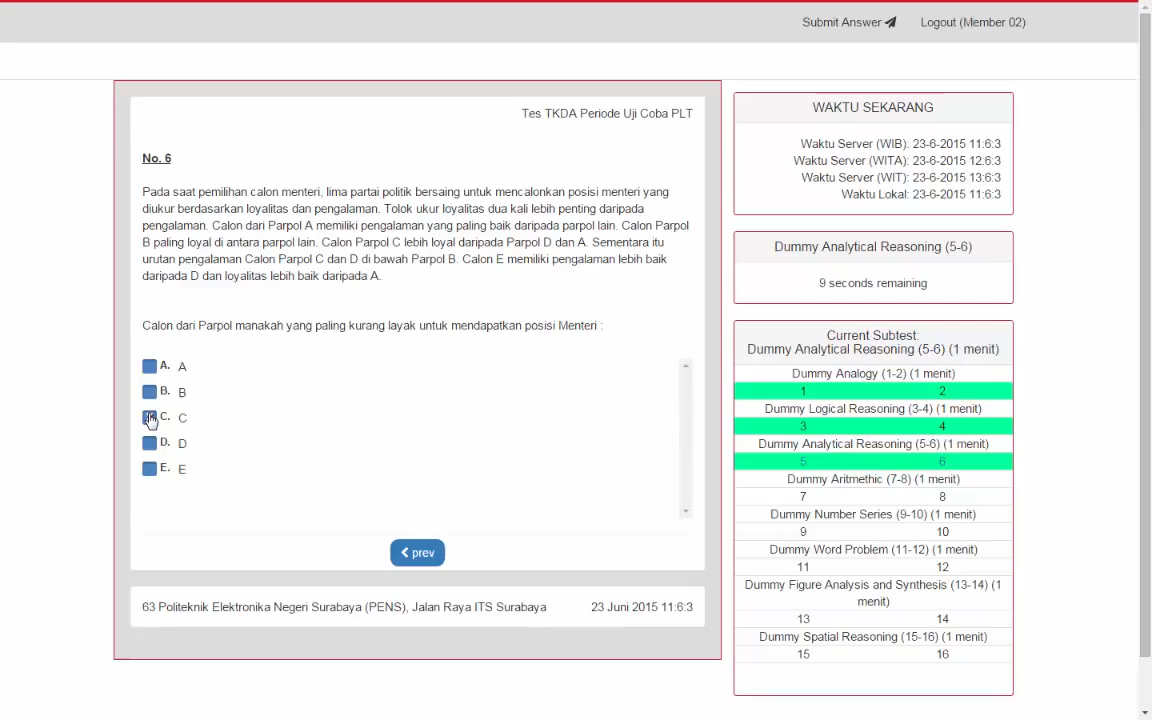 Submit Answer
Logout (Member 02)
Tes TKDA Periode Uji Coba PLT
No. 6
Pada saat pemilihan calon menteri, lima partai politik bersaing untuk mencalonkan posisi menteri yang
diukur berdasarkan loyalitas dan pengalaman. Tolok ukur loyalitas dua kali lebih penting daripada
pengalaman. Calon dari Parpol A memiliki pengalaman yang paling baik daripada parpol lain. Calon Parpol
B paling loyal di antara parpol lain. Calon Parpol C lebih loyal daripada Parpol D dan A. Sementara itu
urutan pengalaman Calon Parpol C dan D di bawah Parpol B. Calon E memiliki pengalaman lebih baik
daripada D dan loyalitas lebih baik daripada A.
Calon dari Parpol manakah yang paling kurang layak untuk mendapatkan posisi Menteri :
A. A
B. B
C. C
D. D
E. E
prev
63 Politeknik Elektronika Negeri Surabaya (PENS), Jalan Raya ITS Surabaya
23 Juni 2015 11:6:3
WAKTU SEKARANG
Waktu Server (WIB): 23-6-2015 11:6:3
Waktu Server (WITA): 23-6-2015 12:6:3
Waktu Server (WIT): 23-6-2015 13:6:3
Waktu Lokal: 23-6-2015 11:6:3
Dummy Analytical Reasoning (5-6)
9 seconds remaining
Current Subtest:
Dummy Analytical Reasoning (5-6) (1 menit)
Dummy Analogy (1-2) (1 menit)
1 2
Dummy Logical Reasoning (3-4) (1 menit)
3 4
Dummy Analytical Reasoning (5-6) (1 menit)
5 6
Dummy Aritmethic (7-8) (1 menit)
7 8
Dummy Number Series (9-10) (1 menit)
9 10
Dummy Word Problem (11-12) (1 menit)
11 12
Dummy Figure Analysis and Synthesis (13-14) (1
menit)
13 14
Dummy Spatial Reasoning (15-16) (1 menit)
15 16